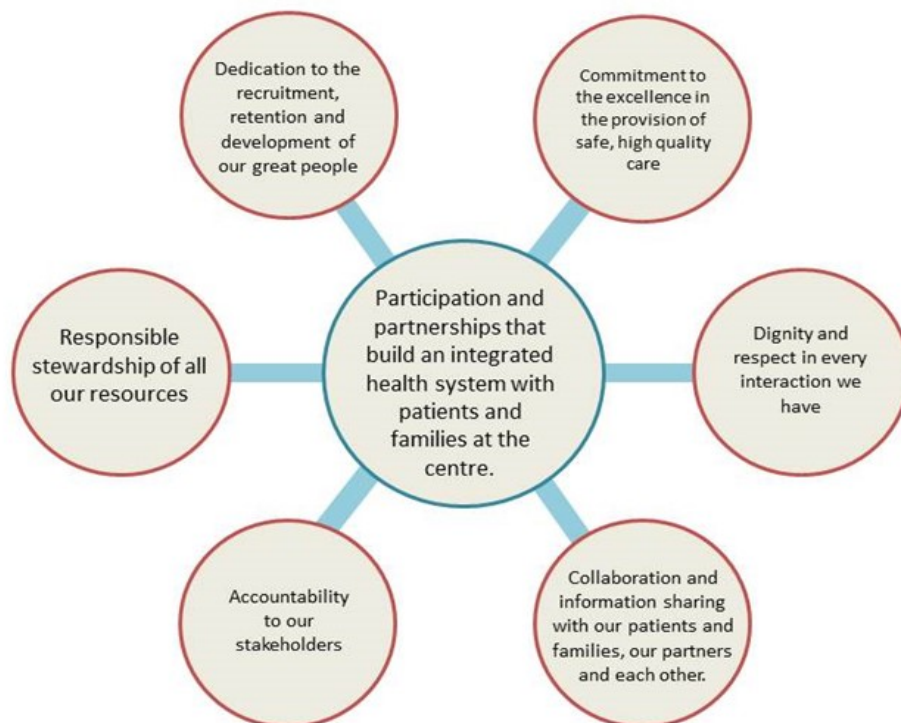 Dedication to the
recruitment,
retention and
development of
our great people
Commitment to
the excellence in
the provision of
safe, high quality
care
Responsible
stewardship of all
our resources
Participation and
partnerships that
build an integrated
health system with
patients and
families at the
centre.
Dignity and
respect in every
interaction we
have
Accountability
to our
stakeholders
Collaboration and
information sharing
with our patients and
families, our partners
and each other.